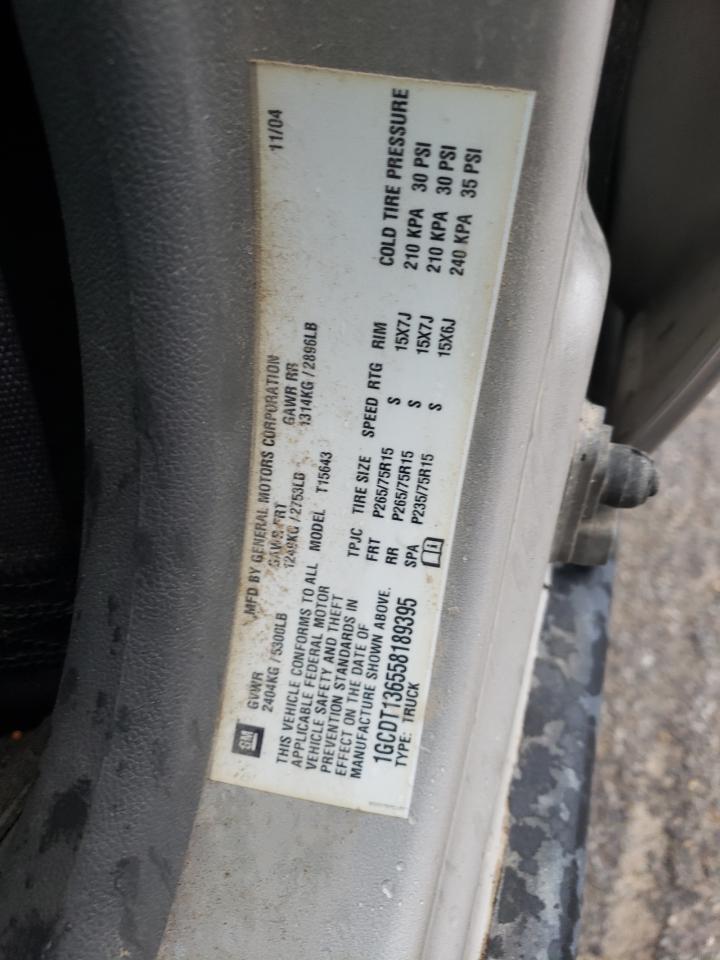 GM
MFD BY GENERAL MOTORS CORPORATION 11/04
GVWR GAWR FRT GAWR RR
2404KG / 5300LB 1249KG / 2753LB 1314KG / 2896LB
THIS VEHICLE CONFORMS TO ALL
APPLICABLE FEDERAL MOTOR
VEHICLE SAFETY AND THEFT
PREVENTION STANDARDS IN
EFFECT ON THE DATE OF
MANUFACTURE SHOWN ABOVE.
1GCDT136558189395
TYPE: TRUCK
MODEL T15643
TPJC TIRE SIZE SPEED RTG RIM COLD TIRE PRESSURE
FRT P265/75R15 S 15X7J 210 KPA 30 PSI
RR P265/75R15 S 15X7J 210 KPA 30 PSI
SPA P235/75R15 S 15X6J 240 KPA 35 PSI